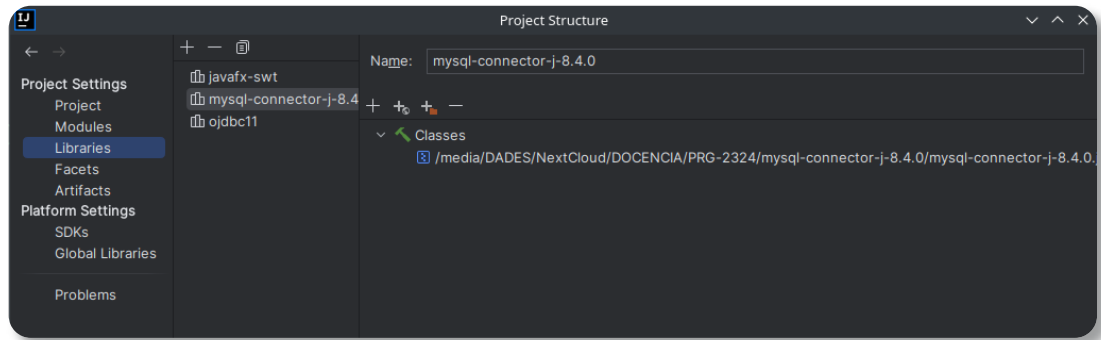 IJ
Project Structure
Project Settings
Project
Modules
Libraries
Facets
Artifacts
Platform Settings
SDKs
Global Libraries
Problems
javafx-swt
mysql-connector-j-8.4
ojdbc11
Name: mysql-connector-j-8.4.0
Classes
/media/DADES/NextCloud/DOCENCIA/PRG-2324/mysql-connector-j-8.4.0/mysql-connector-j-8.4.0.j